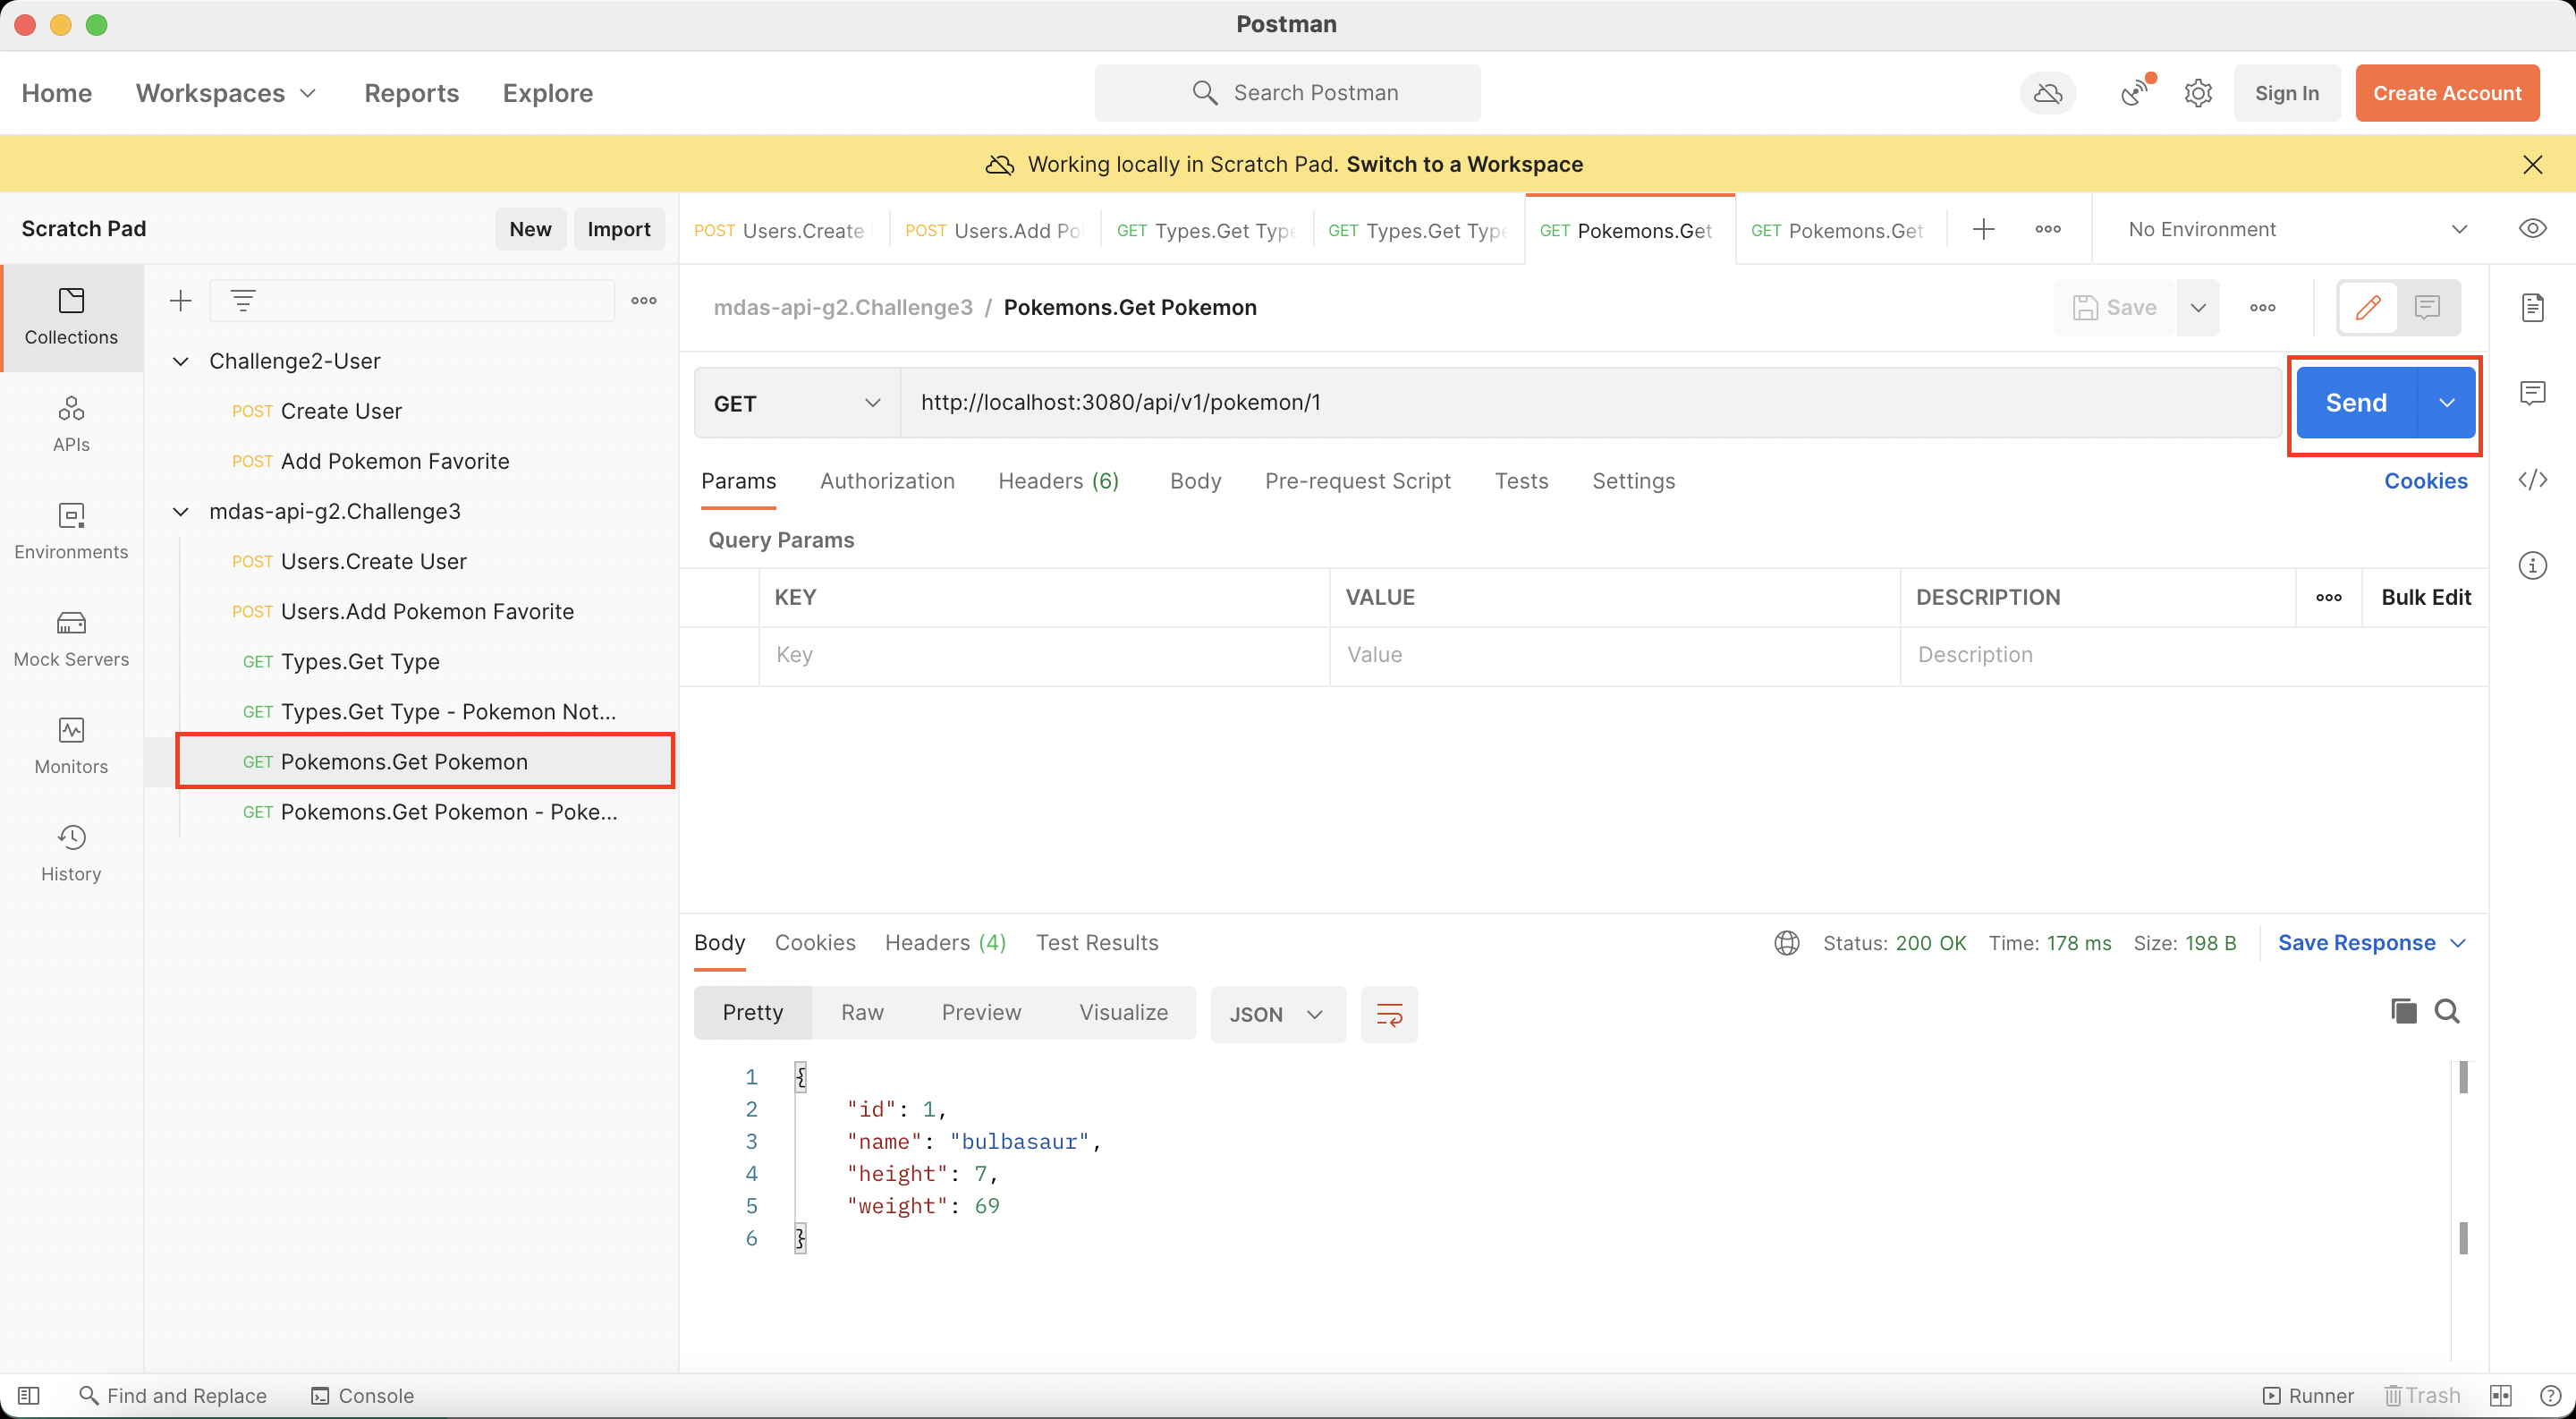 Postman
Home Workspaces Reports Explore Search Postman Sign In Create Account
Working locally in Scratch Pad. Switch to a Workspace
Scratch Pad New Import
POST Users.Create POST Users.Add Po GET Types.Get Type GET Types.Get Type GET Pokemons.Get GET Pokemons.Get No Environment
Collections
APIs
Environments
Mock Servers
Monitors
History
Challenge2-User
POST Create User
POST Add Pokemon Favorite
mdas-api-g2.Challenge3
POST Users.Create User
POST Users.Add Pokemon Favorite
GET Types.Get Type
GET Types.Get Type - Pokemon Not...
GET Pokemons.Get Pokemon
GET Pokemons.Get Pokemon - Poke...
mdas-api-g2.Challenge3 / Pokemons.Get Pokemon Save
GET http://localhost:3080/api/v1/pokemon/1 Send
Params Authorization Headers (6) Body Pre-request Script Tests Settings Cookies
Query Params
KEY VALUE DESCRIPTION Bulk Edit
Key Value Description
Body Cookies Headers (4) Test Results Status: 200 OK Time: 178 ms Size: 198 B Save Response
Pretty Raw Preview Visualize JSON
1 {
2 "id": 1,
3 "name": "bulbasaur",
4 "height": 7,
5 "weight": 69
6 }
Find and Replace Console Runner Trash